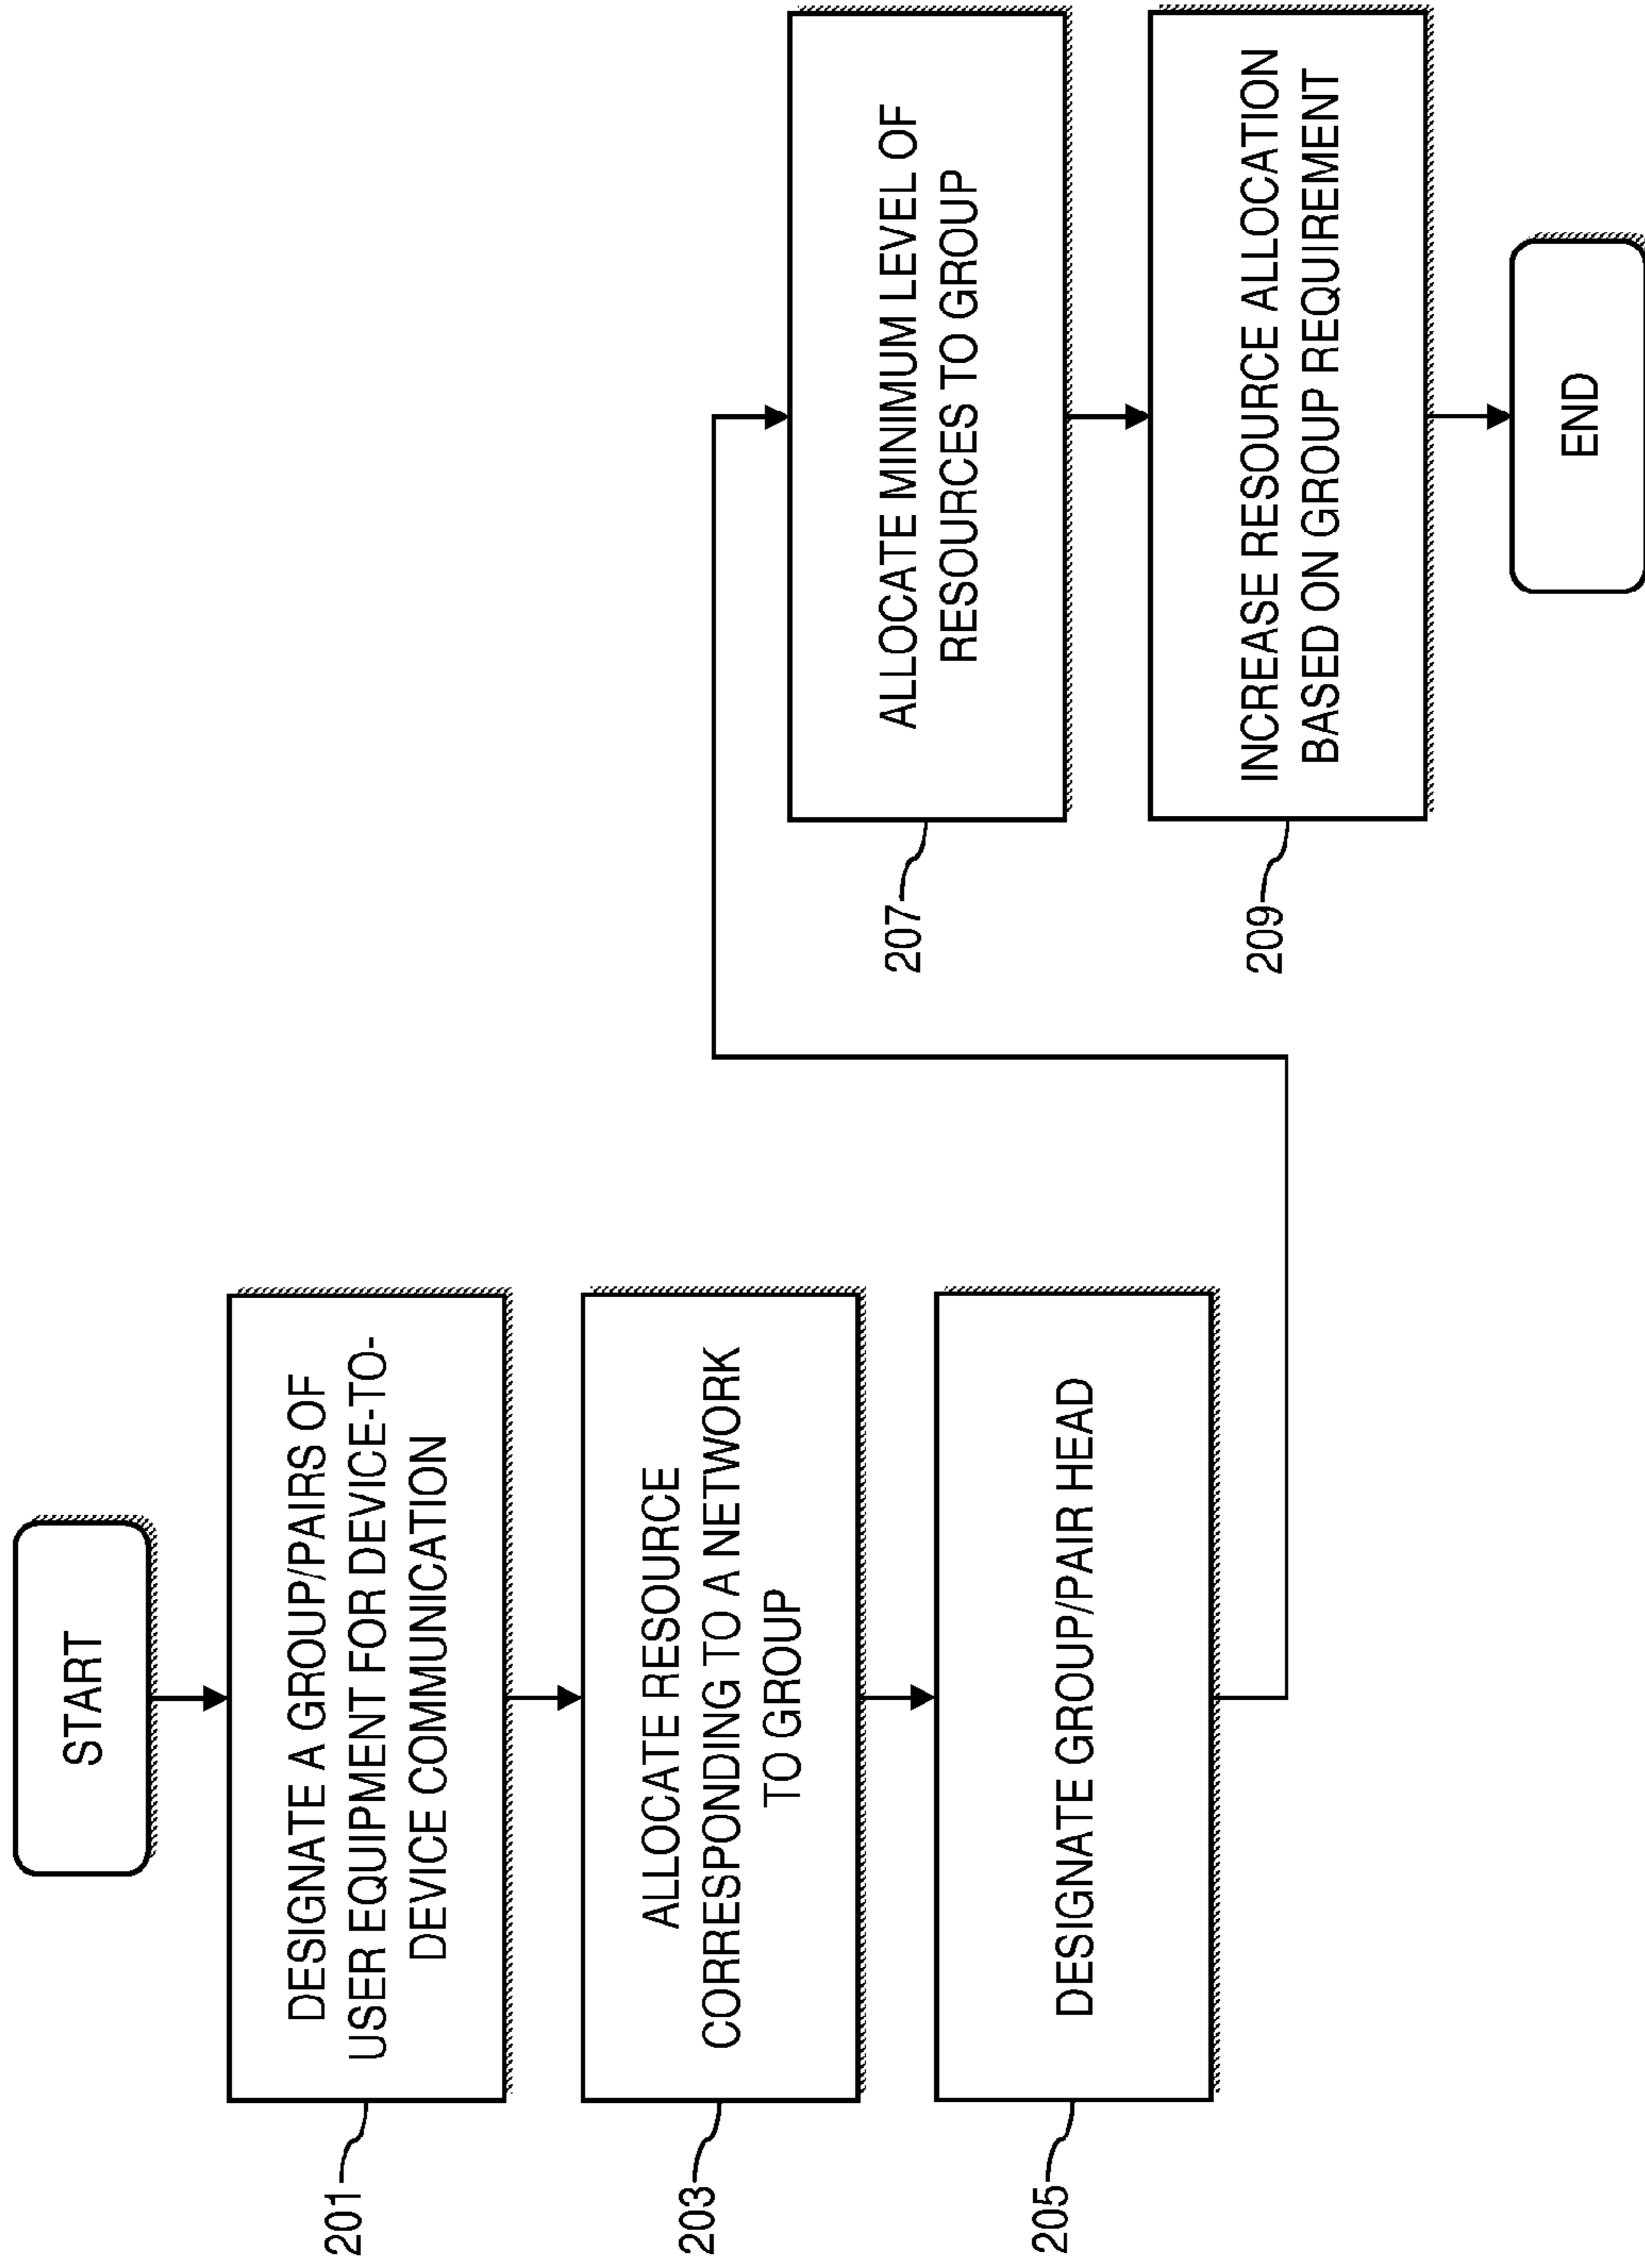 START
201
DESIGNATE A GROUP/PAIRS OF
USER EQUIPMENT FOR DEVICE-TO-
DEVICE COMMUNICATION
203
ALLOCATE RESOURCE
CORRESPONDING TO A NETWORK
TO GROUP
205
DESIGNATE GROUP/PAIR HEAD
207
ALLOCATE MINIMUM LEVEL OF
RESOURCES TO GROUP
209
INCREASE RESOURCE ALLOCATION
BASED ON GROUP REQUIREMENT
END